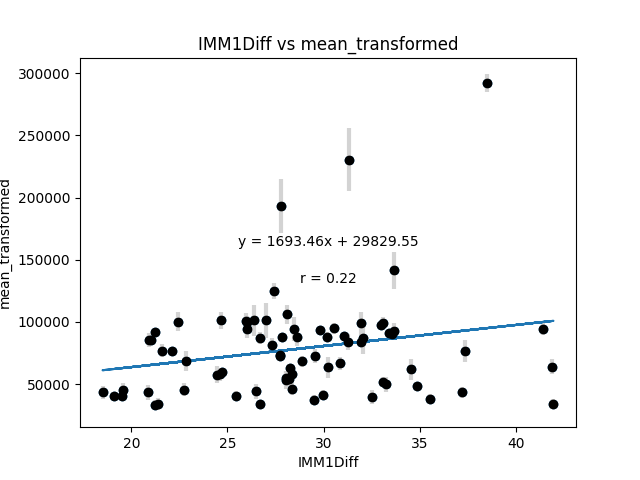 IMM1Diff vs mean_transformed
300000
250000
200000
150000
100000
50000
mean_transformed
y = 1693.46x + 29829.55
r = 0.22
20 25 30 35 40
IMM1Diff